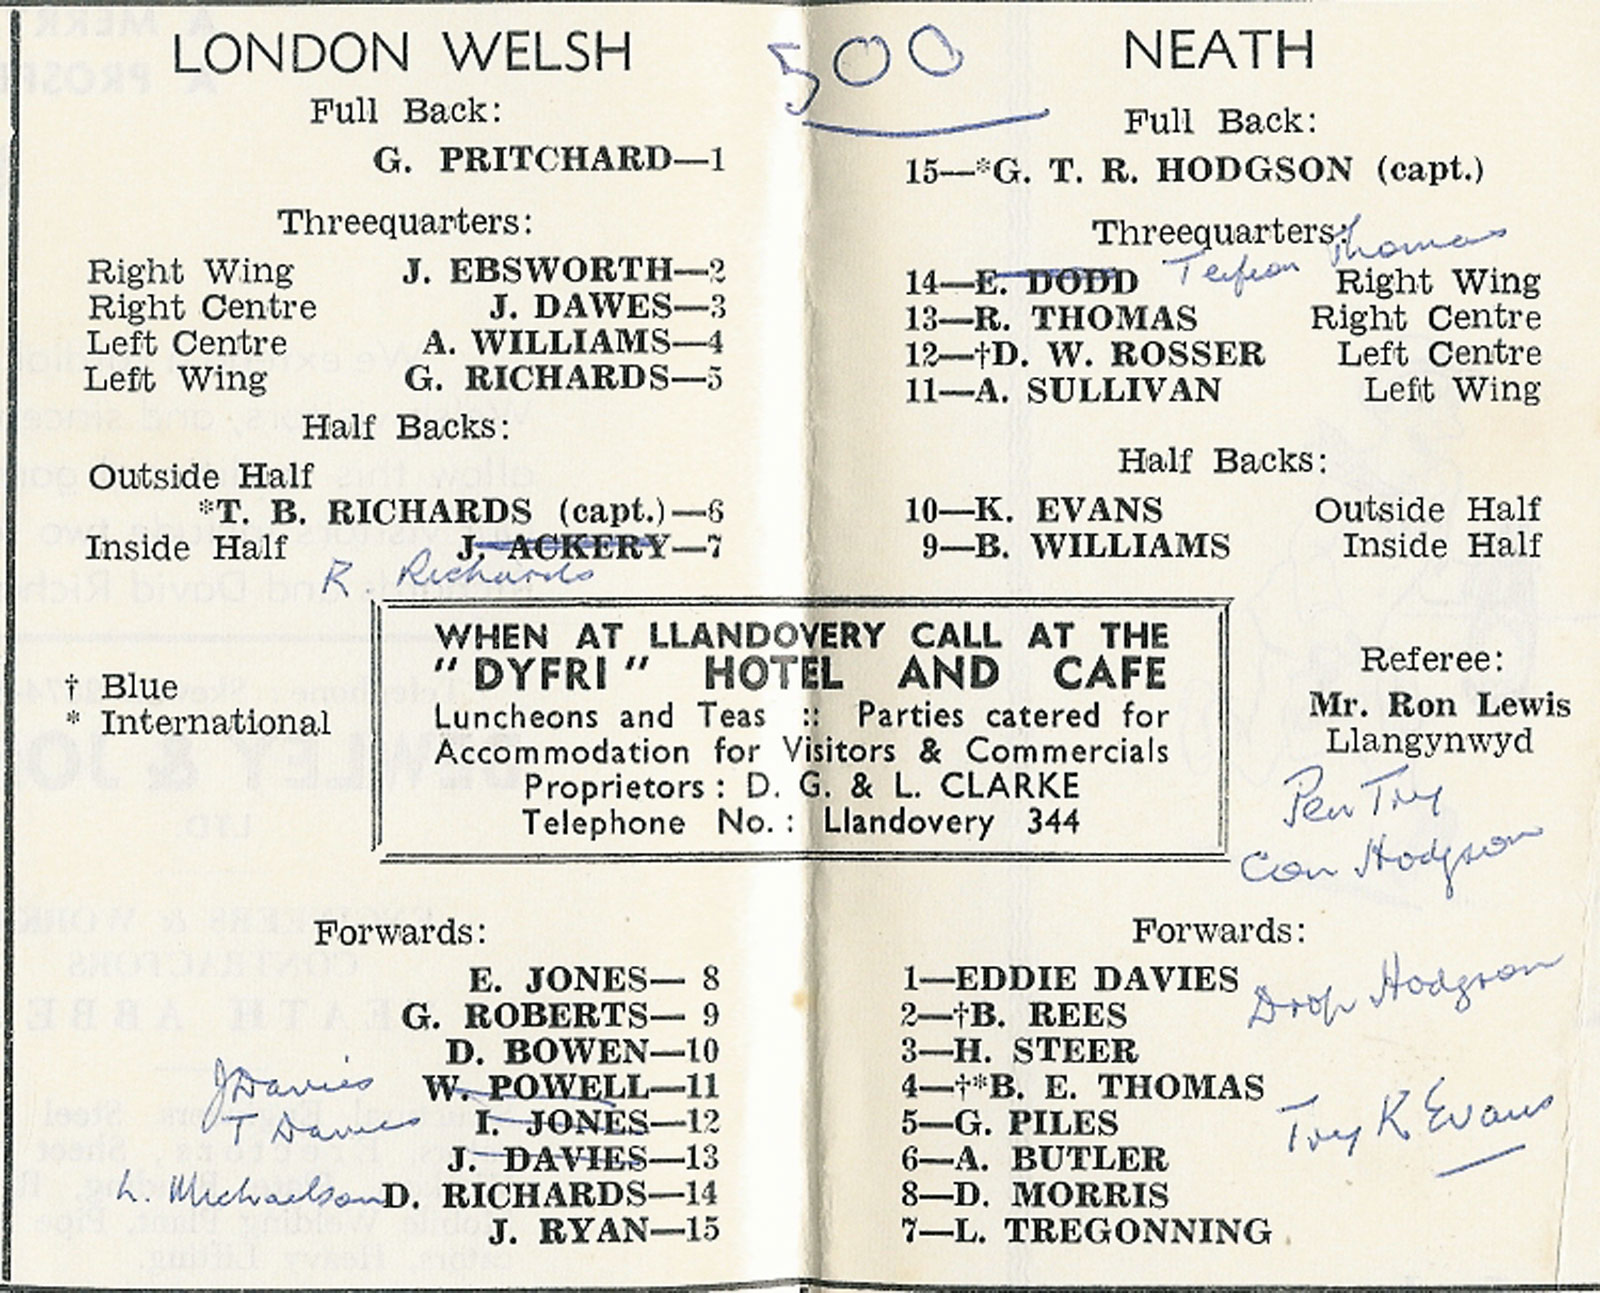 500
LONDON WELSH
Full Back:
G. PRITCHARD—1
Threequarters:
Right Wing J. EBSWORTH—2
Right Centre J. DAWES—3
Left Centre A. WILLIAMS—4
Left Wing G. RICHARDS—5
Half Backs:
Outside Half
*T. B. RICHARDS (capt.)—6
Inside Half J. ACKERY—7
R Richards
† Blue
* International
WHEN AT LLANDOVERY CALL AT THE
"DYFRI" HOTEL AND CAFE
Luncheons and Teas :: Parties catered for
Accommodation for Visitors & Commercials
Proprietors: D. G. & L. CLARKE
Telephone No.: Llandovery 344
Forwards:
E. JONES— 8
G. ROBERTS— 9
D. BOWEN—10
J Davies W. POWELL—11
T Davies I. JONES—12
J. DAVIES—13
L. Michaelson D. RICHARDS—14
J. RYAN—15
NEATH
Full Back:
15—*G. T. R. HODGSON (capt.)
Threequarters:
Thomas
14—E. DODD Right Wing
13—R. THOMAS Right Centre
12—†D. W. ROSSER Left Centre
11—A. SULLIVAN Left Wing
Half Backs:
10—K. EVANS Outside Half
9—B. WILLIAMS Inside Half
Referee:
Mr. Ron Lewis
Llangynwyd
Pen Try
Con Hodgson
Forwards:
1—EDDIE DAVIES
Drop Hodgson
2—†B. REES
3—H. STEER
4—†*B. E. THOMAS
5—G. PILES
Try K. Evans
6—A. BUTLER
8—D. MORRIS
7—L. TREGONNING